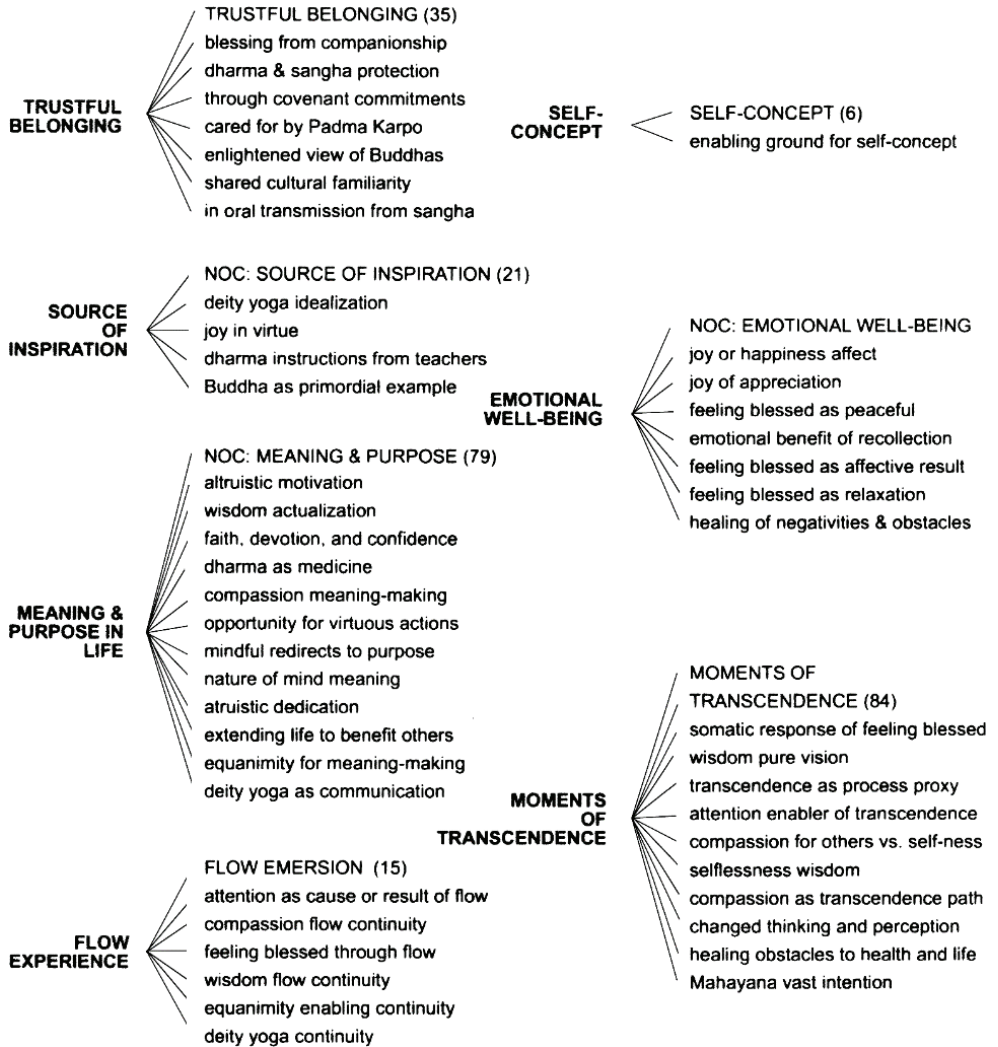 TRUSTFUL
BELONGING
TRUSTFUL BELONGING (35)
blessing from companionship
dharma & sangha protection
through covenant commitments
cared for by Padma Karpo
enlightened view of Buddhas
shared cultural familiarity
in oral transmission from sangha
SOURCE
OF
INSPIRATION
NOC: SOURCE OF INSPIRATION (21)
deity yoga idealization
joy in virtue
dharma instructions from teachers
Buddha as primordial example
MEANING &
PURPOSE IN
LIFE
NOC: MEANING & PURPOSE (79)
altruistic motivation
wisdom actualization
faith, devotion, and confidence
dharma as medicine
compassion meaning-making
opportunity for virtuous actions
mindful redirects to purpose
nature of mind meaning
atruistic dedication
extending life to benefit others
equanimity for meaning-making
deity yoga as communication
FLOW
EXPERIENCE
FLOW EMERSION (15)
attention as cause or result of flow
compassion flow continuity
feeling blessed through flow
wisdom flow continuity
equanimity enabling continuity
deity yoga continuity
SELF-
CONCEPT
SELF-CONCEPT (6)
enabling ground for self-concept
EMOTIONAL
WELL-BEING
NOC: EMOTIONAL WELL-BEING
joy or happiness affect
joy of appreciation
feeling blessed as peaceful
emotional benefit of recollection
feeling blessed as affective result
feeling blessed as relaxation
healing of negativities & obstacles
MOMENTS
OF
TRANSCENDENCE
MOMENTS OF
TRANSCENDENCE (84)
somatic response of feeling blessed
wisdom pure vision
transcendence as process proxy
attention enabler of transcendence
compassion for others vs. self-ness
selflessness wisdom
compassion as transcendence path
changed thinking and perception
healing obstacles to health and life
Mahayana vast intention